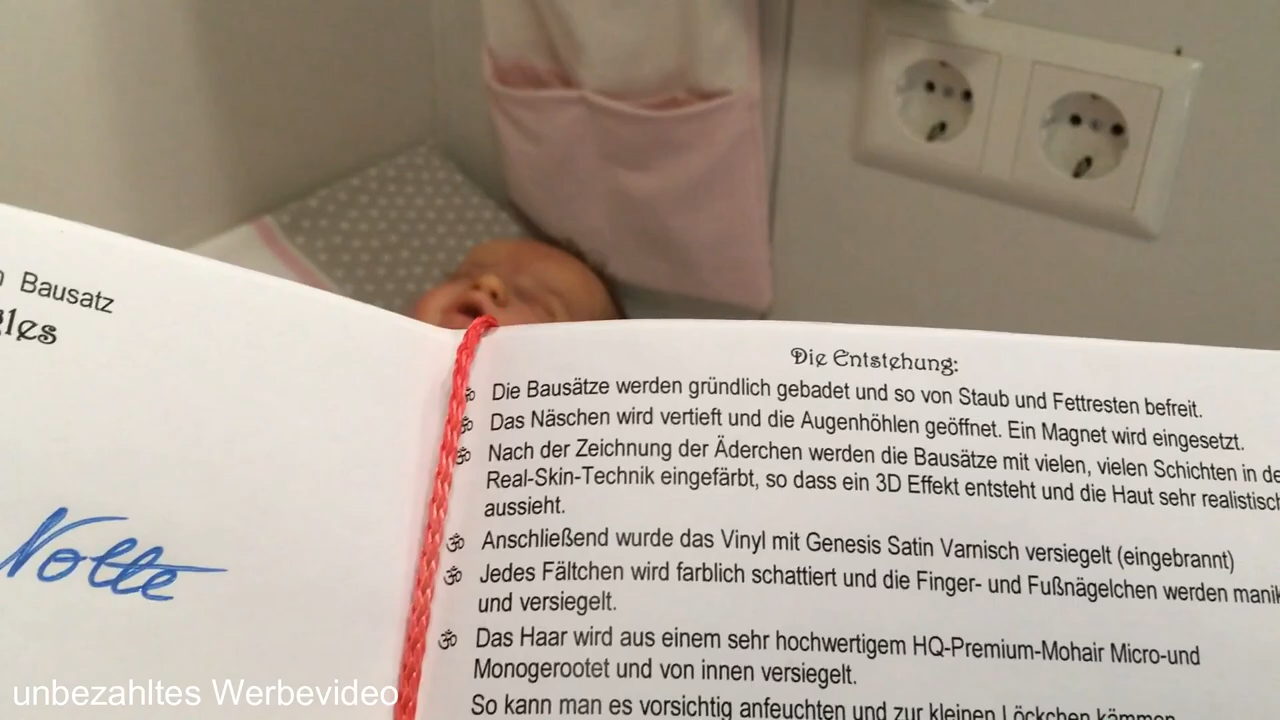 Bausatz
Nolte
Die Entstehung:
ॐ Die Bausätze werden gründlich gebadet und so von Staub und Fettresten befreit.
ॐ Das Näschen wird vertieft und die Augenhöhlen geöffnet. Ein Magnet wird eingesetzt.
ॐ Nach der Zeichnung der Äderchen werden die Bausätze mit vielen, vielen Schichten in de
Real-Skin-Technik eingefärbt, so dass ein 3D Effekt entsteht und die Haut sehr realistisch
aussieht.
ॐ Anschließend wurde das Vinyl mit Genesis Satin Varnisch versiegelt (eingebrannt)
ॐ Jedes Fältchen wird farblich schattiert und die Finger- und Fußnägelchen werden manik
und versiegelt.
ॐ Das Haar wird aus einem sehr hochwertigem HQ-Premium-Mohair Micro-und
Monogerootet und von innen versiegelt.
So kann man es vorsichtig anfeuchten und zur kleinen Löckchen kämmen
unbezahltes Werbevideo